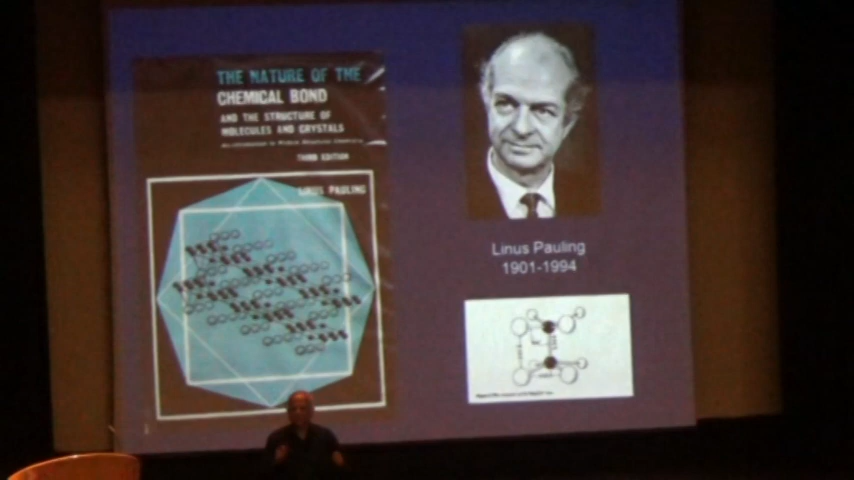 THE NATURE OF THE
CHEMICAL BOND
AND THE STRUCTURE OF
MOLECULES AND CRYSTALS
THIRD EDITION
LINUS PAULING
Linus Pauling
1901-1994